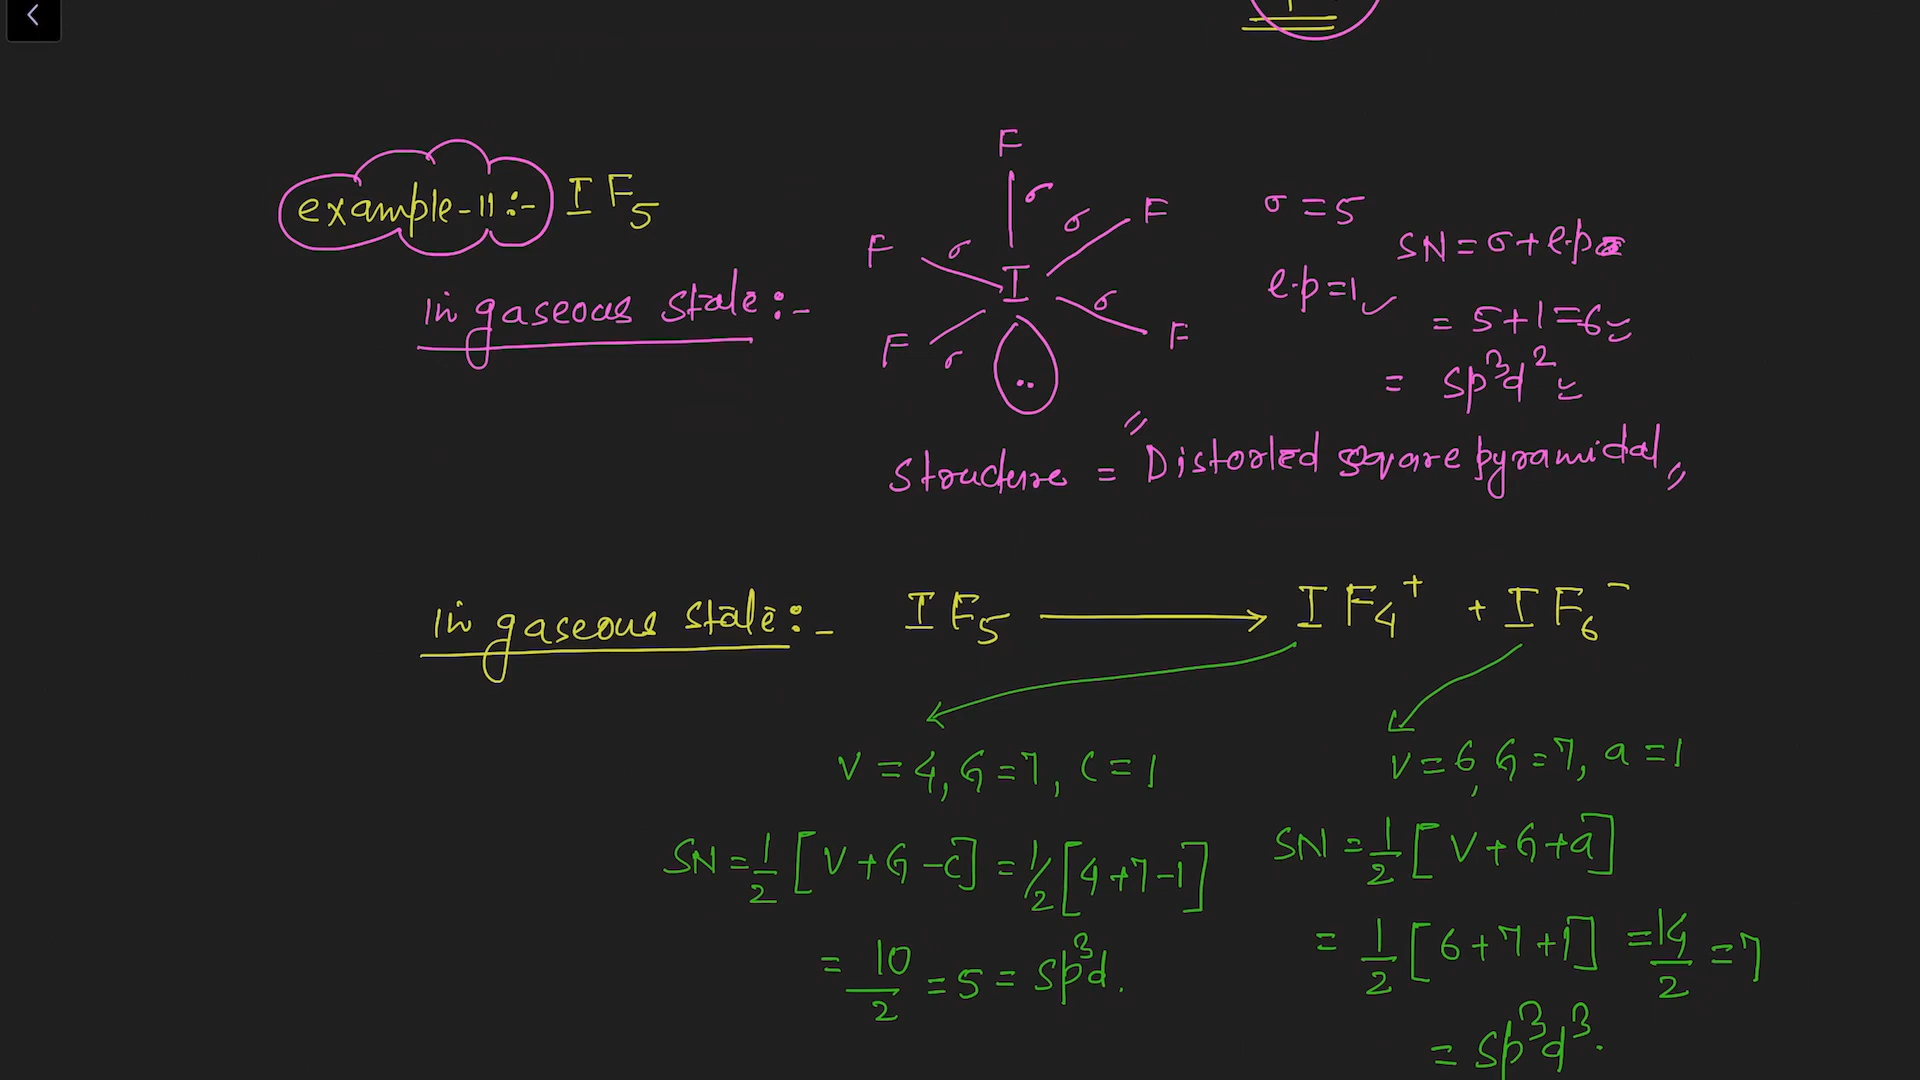 example-11:- IF5
in gaseous state:-
F
σ
σ F
F σ
I
σ
F σ F
..
σ = 5
l.p = 1
SN = σ + l.p
= 5+1=6
= sp³d²
structure = "Distorted square pyramidal"
in gaseous state:- IF5 ⟶ IF4⁺ + IF6⁻
V = 4, G = 7, C = 1
SN = 1/2 [V+G-C] = 1/2 [4+7-1]
= 10/2 = 5 = sp³d.
V = 6, G = 7, a = 1
SN = 1/2 [V+G+a]
= 1/2 [6+7+1] = 14/2 = 7
= sp³d³.